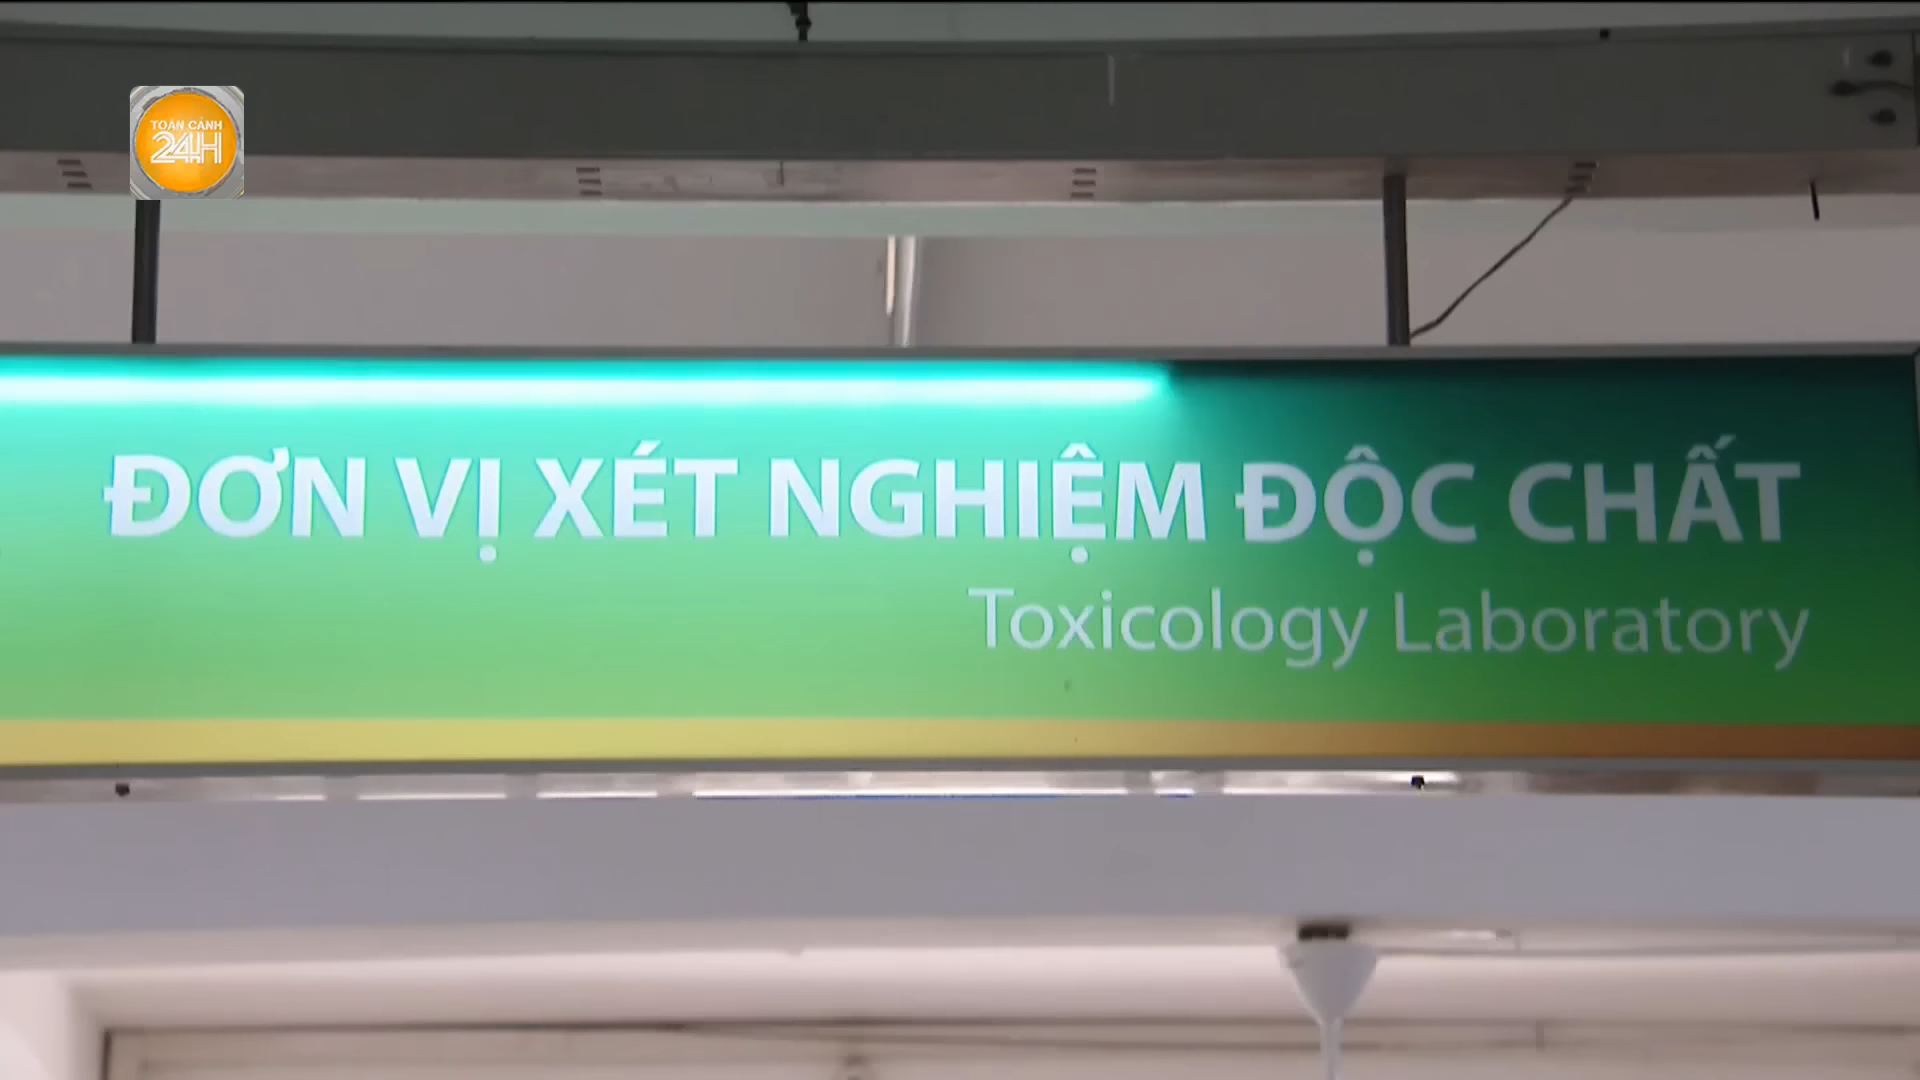 TOÀN CẢNH
24H
ĐƠN VỊ XÉT NGHIỆM ĐỘC CHẤT
Toxicology Laboratory